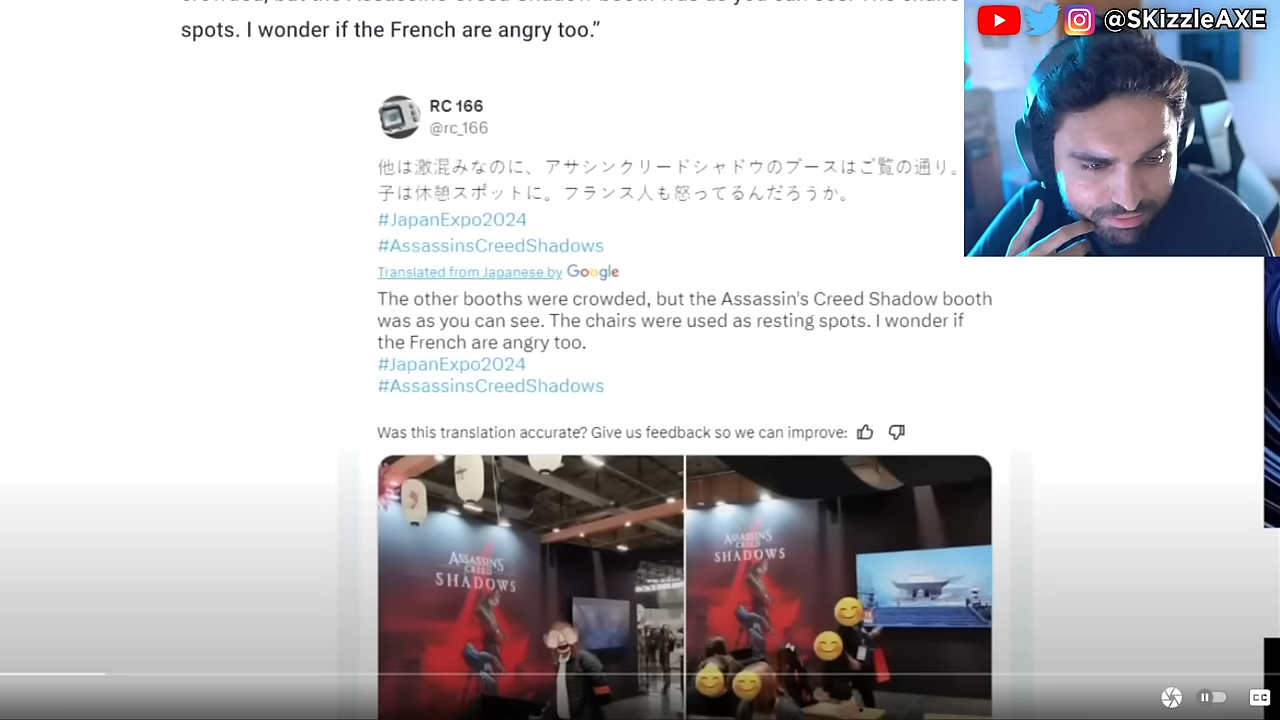 spots. I wonder if the French are angry too.”
@SKizzleAXE
RC 166
@rc_166
他は激混みなのに、アサシンクリードシャドウのブースはご覧の通り。
子は休憩スポットに。フランス人も怒ってるんだろうか。
#JapanExpo2024
#AssassinsCreedShadows
Translated from Japanese by Google
The other booths were crowded, but the Assassin's Creed Shadow booth
was as you can see. The chairs were used as resting spots. I wonder if
the French are angry too.
#JapanExpo2024
#AssassinsCreedShadows
Was this translation accurate? Give us feedback so we can improve:
ASSASSIN'S
CREED
SHADOWS
ASSASSIN'S
CREED
SHADOWS
CC